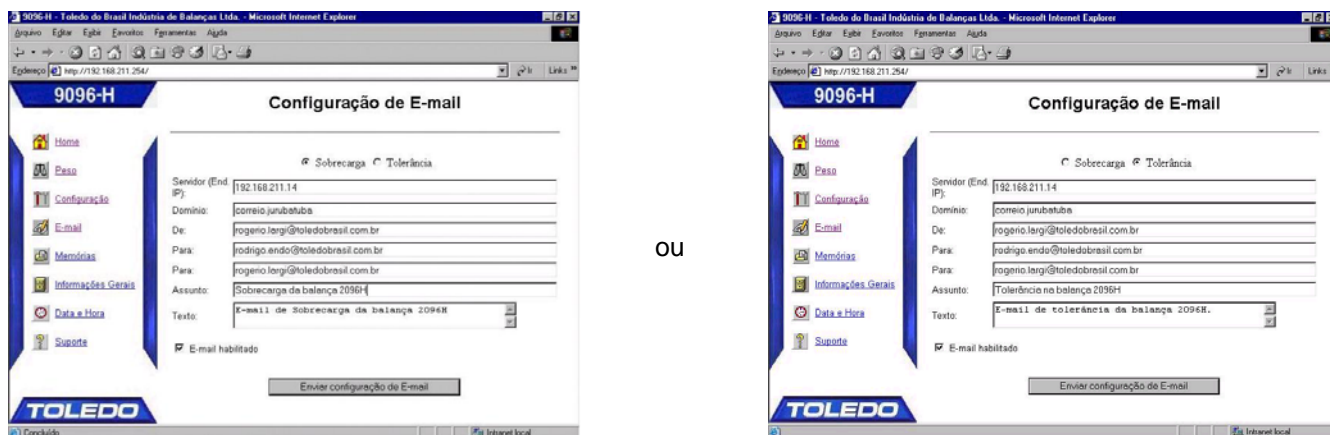 9096-H - Toledo do Brasil Indústria de Balanças Ltda. - Microsoft Internet Explorer
Arquivo Editar Exibir Favoritos Ferramentas Ajuda
Endereço http://192.168.211.254/ Ir Links
9096-H
Configuração de E-mail
Home
Peso
Configuração
E-mail
Memórias
Informações Gerais
Data e Hora
Suporte
Sobrecarga Tolerância
Servidor (End. IP): 192.168.211.14
Domínio: correio.jurubatuba
De: rogerio.largi@toledobrasil.com.br
Para: rodrigo.endo@toledobrasil.com.br
Para: rogerio.largi@toledobrasil.com.br
Assunto: Sobrecarga da balança 2096H
Texto: E-mail de Sobrecarga da balança 2096H
E-mail habilitado
Enviar configuração de E-mail
TOLEDO
Concluído Intranet local
ou
9096-H - Toledo do Brasil Indústria de Balanças Ltda. - Microsoft Internet Explorer
Arquivo Editar Exibir Favoritos Ferramentas Ajuda
Endereço http://192.168.211.254/ Ir Links
9096-H
Configuração de E-mail
Home
Peso
Configuração
E-mail
Memórias
Informações Gerais
Data e Hora
Suporte
Sobrecarga Tolerância
Servidor (End. IP): 192.168.211.14
Domínio: correio.jurubatuba
De: rogerio.largi@toledobrasil.com.br
Para: rodrigo.endo@toledobrasil.com.br
Para: rogerio.largi@toledobrasil.com.br
Assunto: Tolerância na balança 2096H
Texto: E-mail de tolerância da balança 2096H.
E-mail habilitado
Enviar configuração de E-mail
TOLEDO
Intranet local